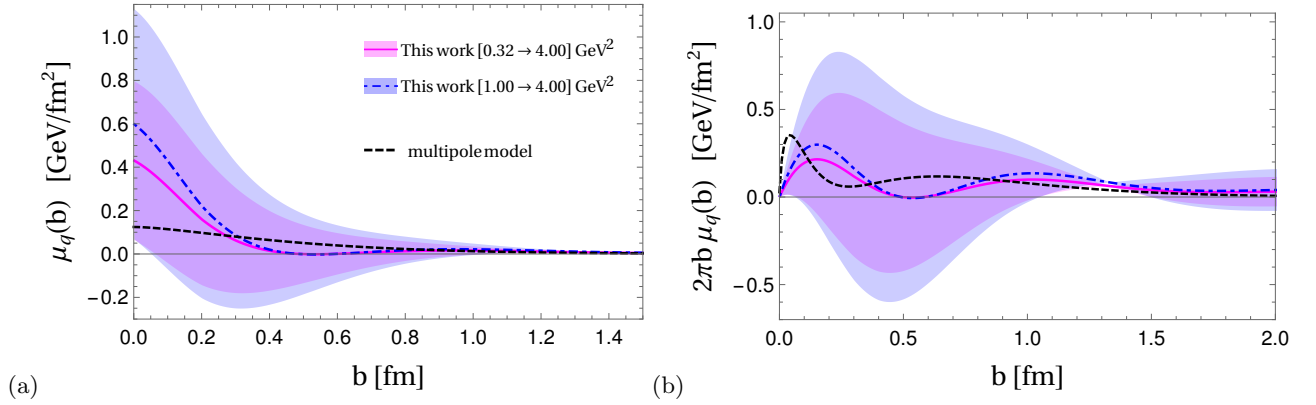 This work [0.32 → 4.00] GeV²
This work [1.00 → 4.00] GeV²
multipole model
μ_q(b) [GeV/fm²]
1.0
0.8
0.6
0.4
0.2
0.0
−0.2
0.0 0.2 0.4 0.6 0.8 1.0 1.2 1.4
b [fm]
(a)
2πb μ_q(b) [GeV/fm²]
1.0
0.5
0.0
−0.5
0.0 0.5 1.0 1.5 2.0
b [fm]
(b)